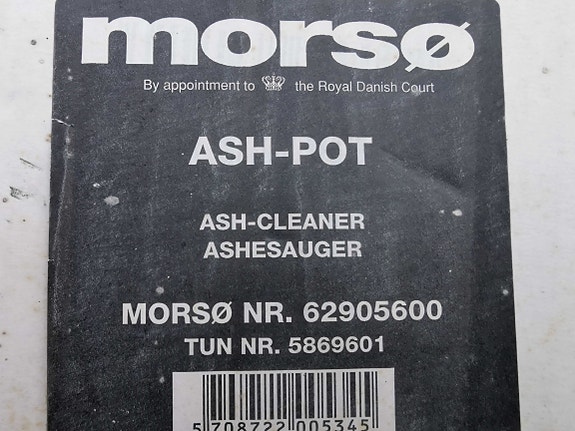 morsø
By appointment to the Royal Danish Court
ASH-POT
ASH-CLEANER
ASHESAUGER
MORSØ NR. 62905600
TUN NR. 5869601
5 708722 005345